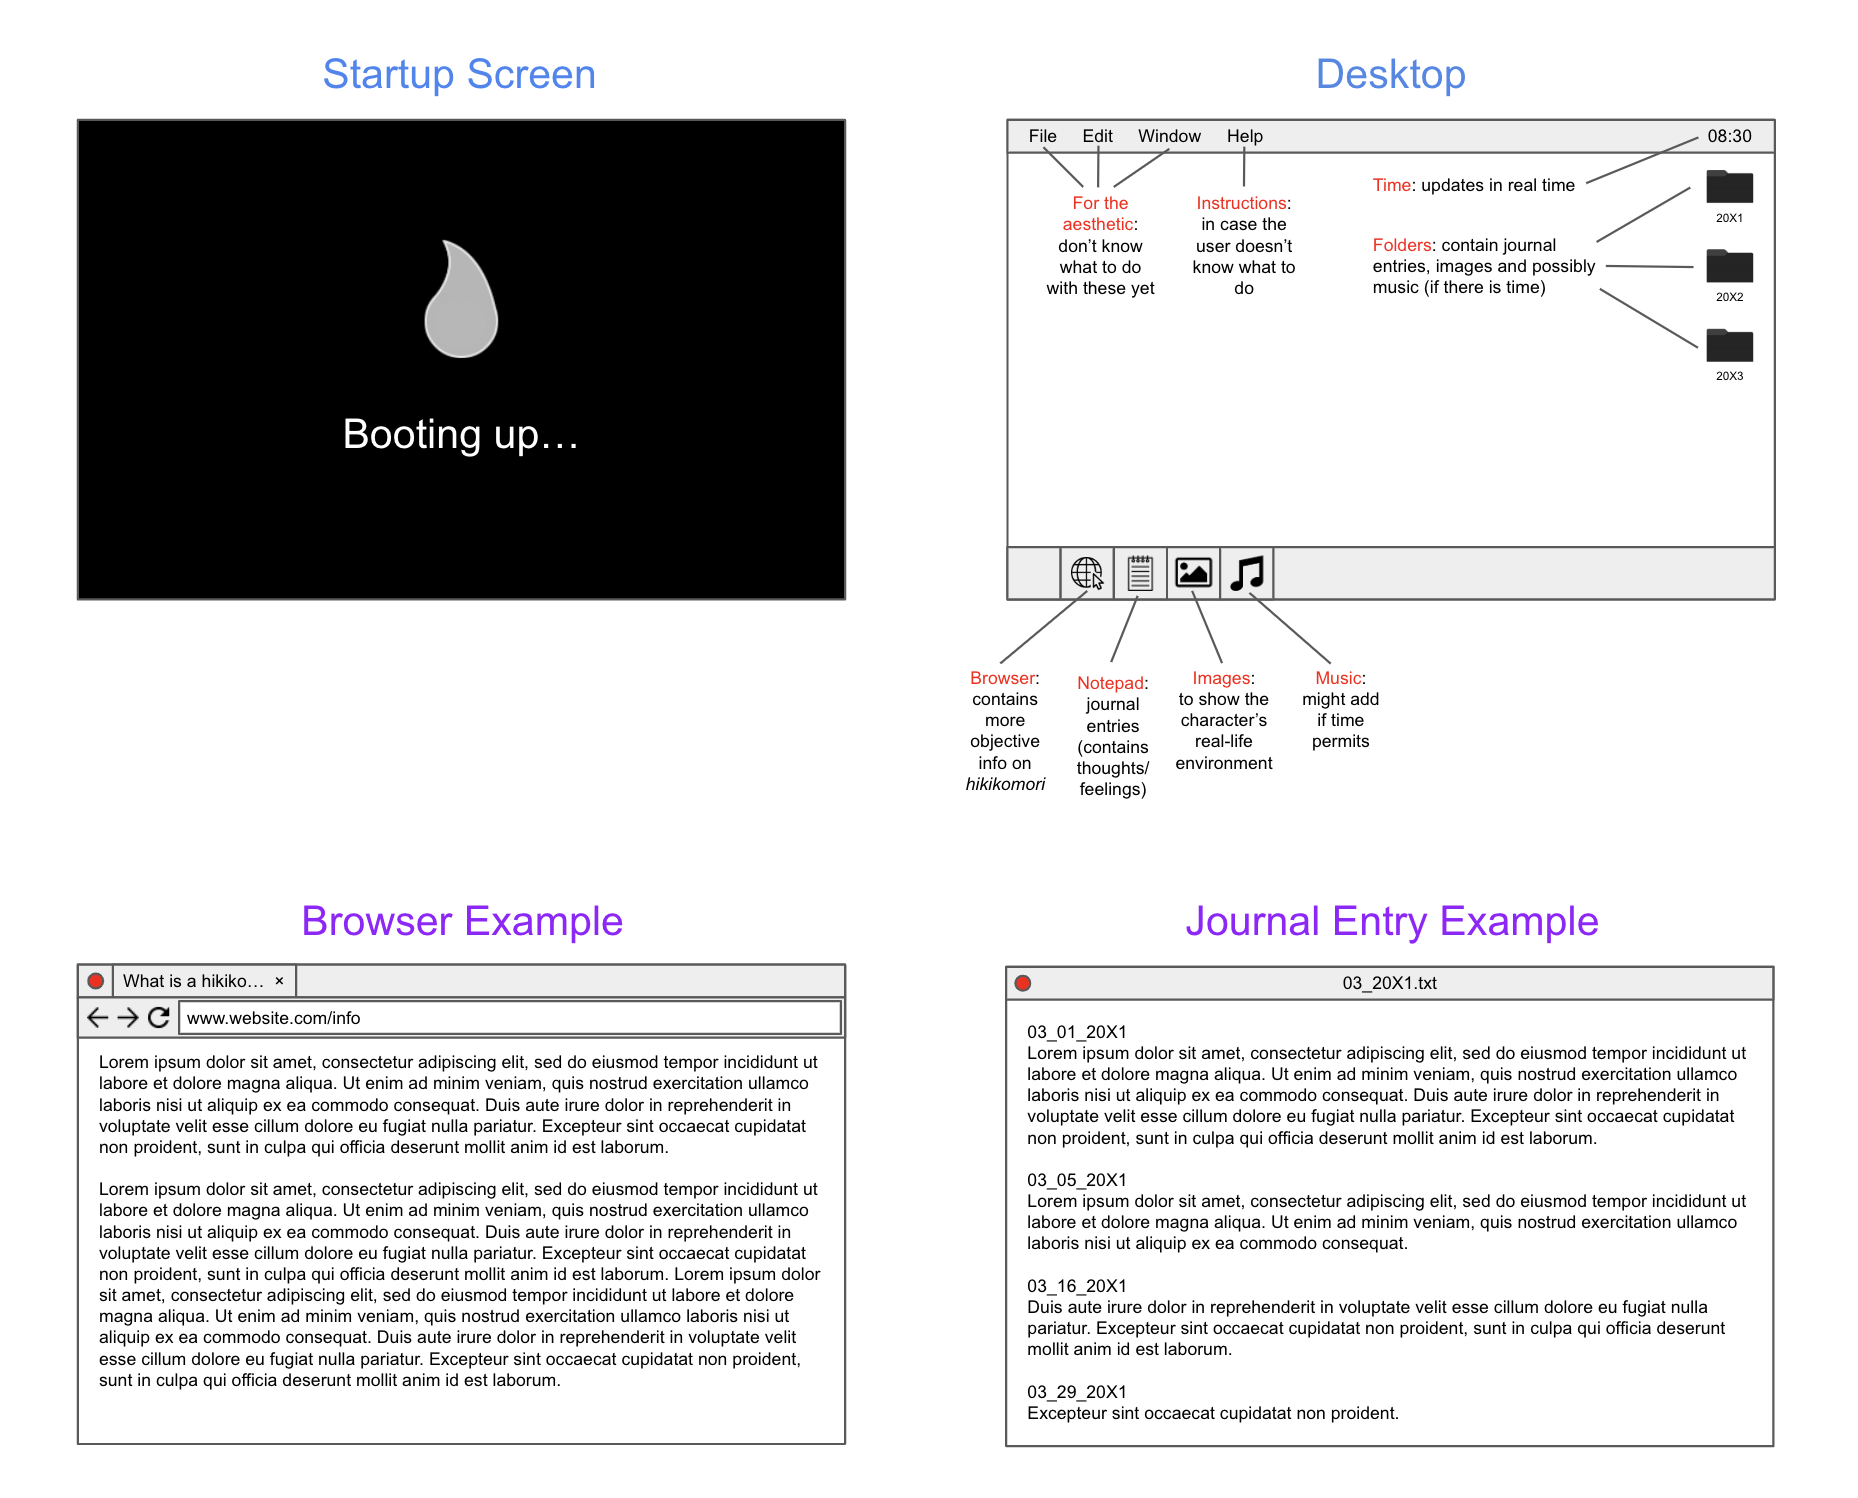 Startup Screen
Booting up…
Desktop
File Edit Window Help 08:30
For the
aesthetic:
don't know
what to do
with these yet
Instructions:
in case the
user doesn't
know what to
do
Time: updates in real time
Folders: contain journal
entries, images and possibly
music (if there is time)
20X1
20X2
20X3
Browser:
contains
more
objective
info on
hikikomori
Notepad:
journal
entries
(contains
thoughts/
feelings)
Images:
to show the
character's
real-life
environment
Music:
might add
if time
permits
Browser Example
What is a hikiko… ×
www.website.com/info
Lorem ipsum dolor sit amet, consectetur adipiscing elit, sed do eiusmod tempor incididunt ut
labore et dolore magna aliqua. Ut enim ad minim veniam, quis nostrud exercitation ullamco
laboris nisi ut aliquip ex ea commodo consequat. Duis aute irure dolor in reprehenderit in
voluptate velit esse cillum dolore eu fugiat nulla pariatur. Excepteur sint occaecat cupidatat
non proident, sunt in culpa qui officia deserunt mollit anim id est laborum.
Lorem ipsum dolor sit amet, consectetur adipiscing elit, sed do eiusmod tempor incididunt ut
labore et dolore magna aliqua. Ut enim ad minim veniam, quis nostrud exercitation ullamco
laboris nisi ut aliquip ex ea commodo consequat. Duis aute irure dolor in reprehenderit in
voluptate velit esse cillum dolore eu fugiat nulla pariatur. Excepteur sint occaecat cupidatat
non proident, sunt in culpa qui officia deserunt mollit anim id est laborum. Lorem ipsum dolor
sit amet, consectetur adipiscing elit, sed do eiusmod tempor incididunt ut labore et dolore
magna aliqua. Ut enim ad minim veniam, quis nostrud exercitation ullamco laboris nisi ut
aliquip ex ea commodo consequat. Duis aute irure dolor in reprehenderit in voluptate velit
esse cillum dolore eu fugiat nulla pariatur. Excepteur sint occaecat cupidatat non proident,
sunt in culpa qui officia deserunt mollit anim id est laborum.
Journal Entry Example
03_20X1.txt
03_01_20X1
Lorem ipsum dolor sit amet, consectetur adipiscing elit, sed do eiusmod tempor incididunt ut
labore et dolore magna aliqua. Ut enim ad minim veniam, quis nostrud exercitation ullamco
laboris nisi ut aliquip ex ea commodo consequat. Duis aute irure dolor in reprehenderit in
voluptate velit esse cillum dolore eu fugiat nulla pariatur. Excepteur sint occaecat cupidatat
non proident, sunt in culpa qui officia deserunt mollit anim id est laborum.
03_05_20X1
Lorem ipsum dolor sit amet, consectetur adipiscing elit, sed do eiusmod tempor incididunt ut
labore et dolore magna aliqua. Ut enim ad minim veniam, quis nostrud exercitation ullamco
laboris nisi ut aliquip ex ea commodo consequat.
03_16_20X1
Duis aute irure dolor in reprehenderit in voluptate velit esse cillum dolore eu fugiat nulla
pariatur. Excepteur sint occaecat cupidatat non proident, sunt in culpa qui officia deserunt
mollit anim id est laborum.
03_29_20X1
Excepteur sint occaecat cupidatat non proident.